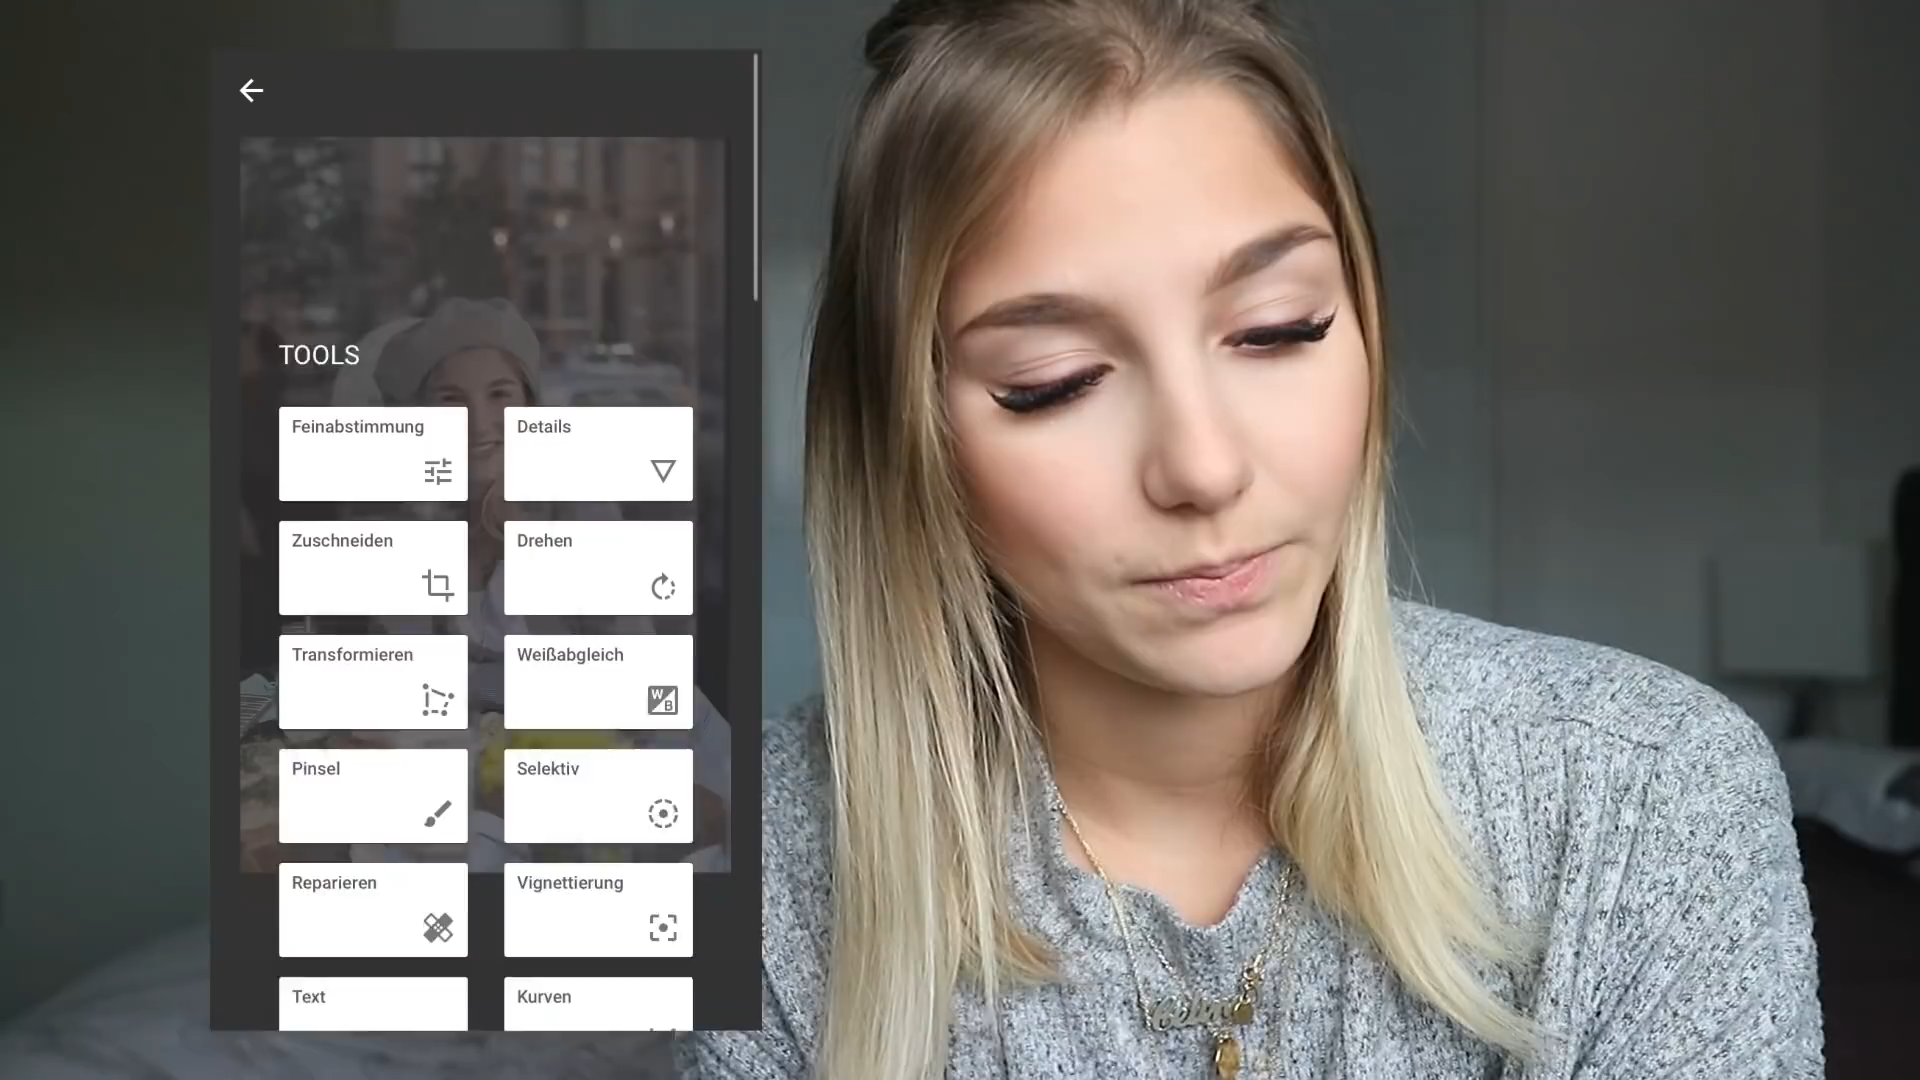 TOOLS
Feinabstimmung
Details
Zuschneiden
Drehen
Transformieren
Weißabgleich
W
B
Pinsel
Selektiv
Reparieren
Vignettierung
Text
Kurven